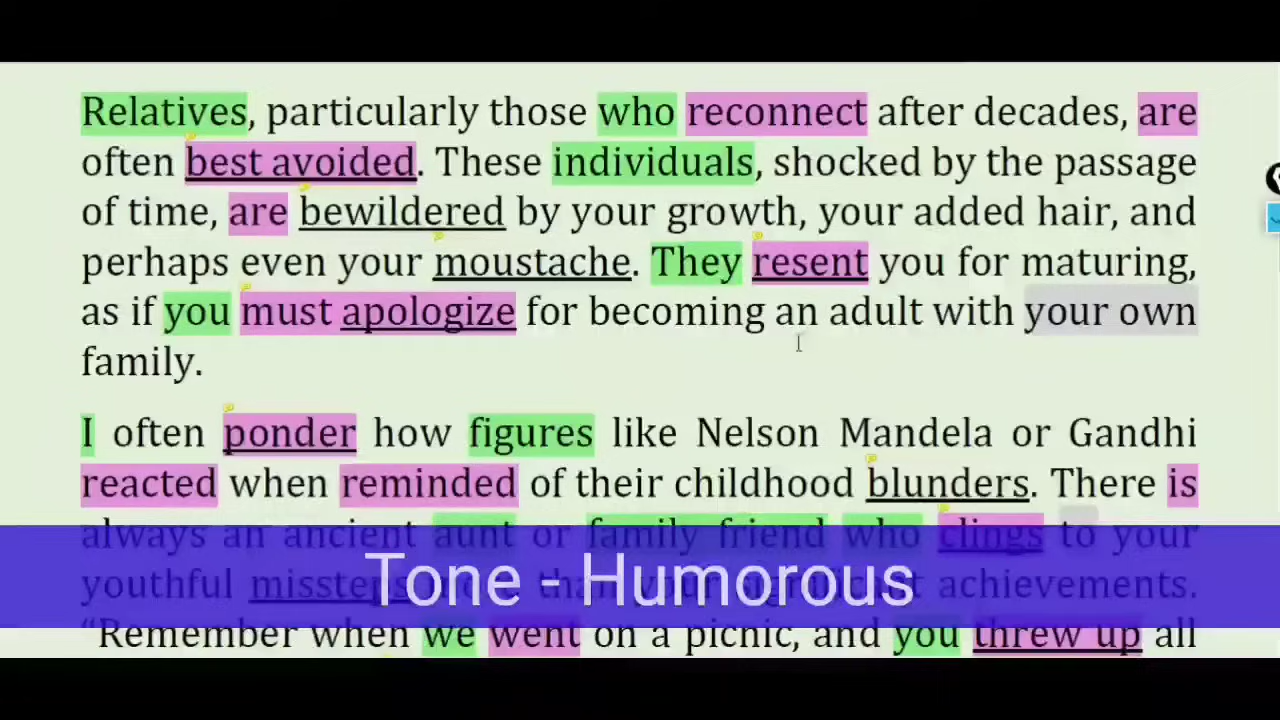 Relatives, particularly those who reconnect after decades, are
often best avoided. These individuals, shocked by the passage
of time, are bewildered by your growth, your added hair, and
perhaps even your moustache. They resent you for maturing,
as if you must apologize for becoming an adult with your own
family.
I often ponder how figures like Nelson Mandela or Gandhi
reacted when reminded of their childhood blunders. There is
always an ancient aunt or family friend who clings to your
youthful missteps than your achievements.
Tone - Humorous
“Remember when we went on a picnic, and you threw up all